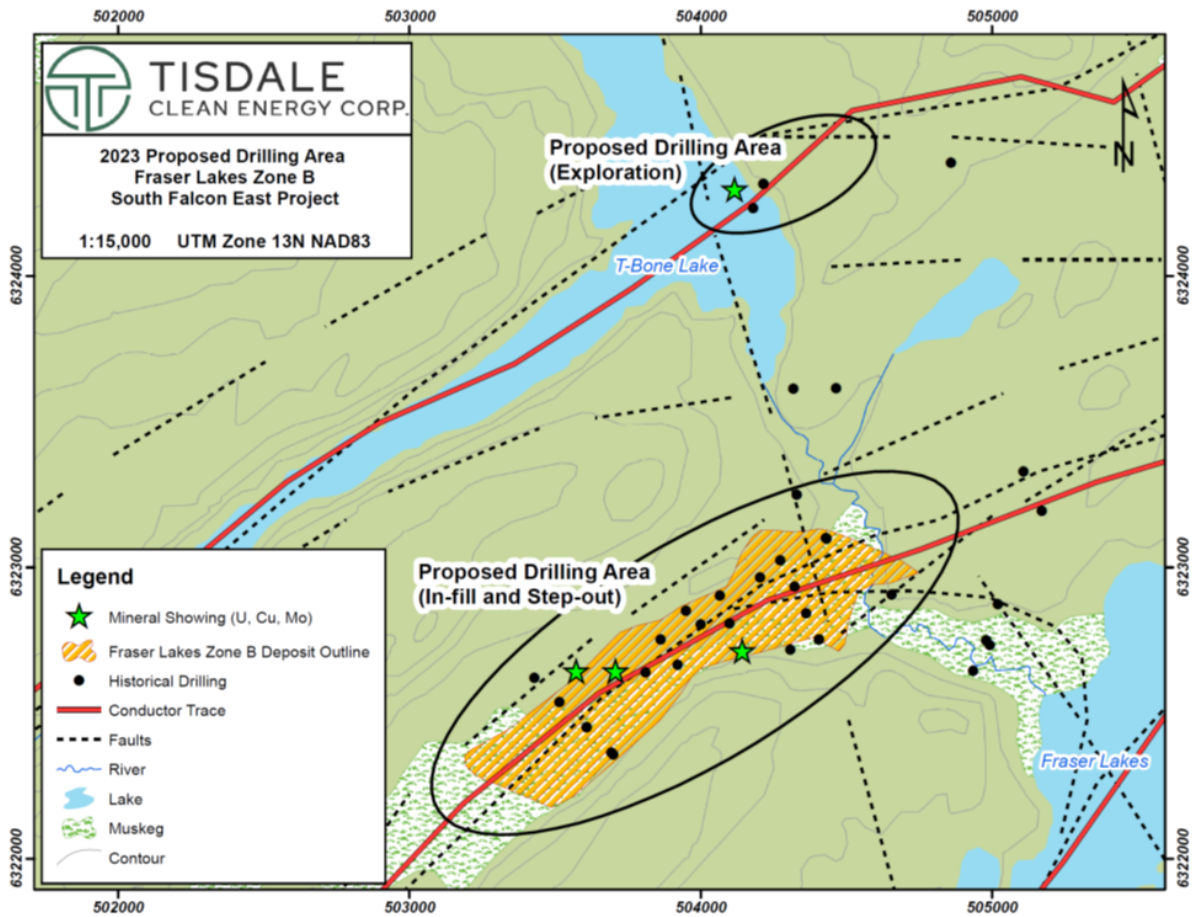 502000
503000
504000
505000
TISDALE
CLEAN ENERGY CORP.
2023 Proposed Drilling Area
Fraser Lakes Zone B
South Falcon East Project
1:15,000 UTM Zone 13N NAD83
N
Proposed Drilling Area
(Exploration)
T-Bone Lake
6324000
6324000
6323000
6323000
Proposed Drilling Area
(In-fill and Step-out)
Legend
Mineral Showing (U, Cu, Mo)
Fraser Lakes Zone B Deposit Outline
Historical Drilling
Conductor Trace
Faults
River
Lake
Muskeg
Contour
Fraser Lakes
6322000
6322000
502000
503000
504000
505000